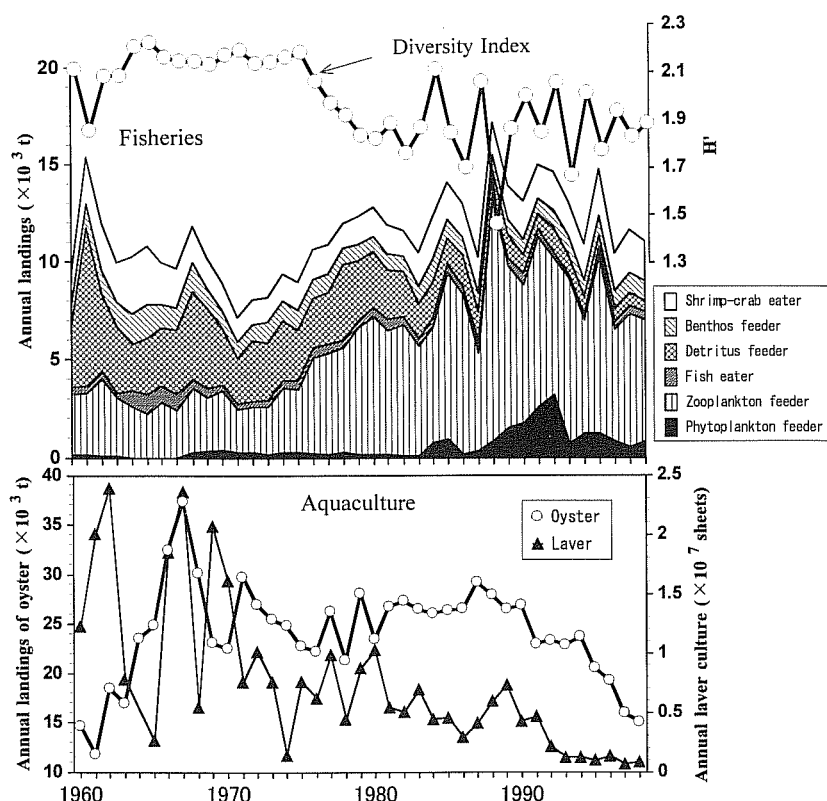 Diversity Index
Fisheries
Annual landings (×10³ t)
20
15
10
5
0
2.3
2.1
1.9
1.7
1.5
1.3
H'
Shrimp-crab eater
Benthos feeder
Detritus feeder
Fish eater
Zooplankton feeder
Phytoplankton feeder
Aquaculture
Oyster
Laver
Annual landings of oyster (×10³ t)
40
35
30
25
20
15
10
2.5
2
1.5
1
0.5
0
Annual laver culture (×10⁷ sheets)
1960
1970
1980
1990